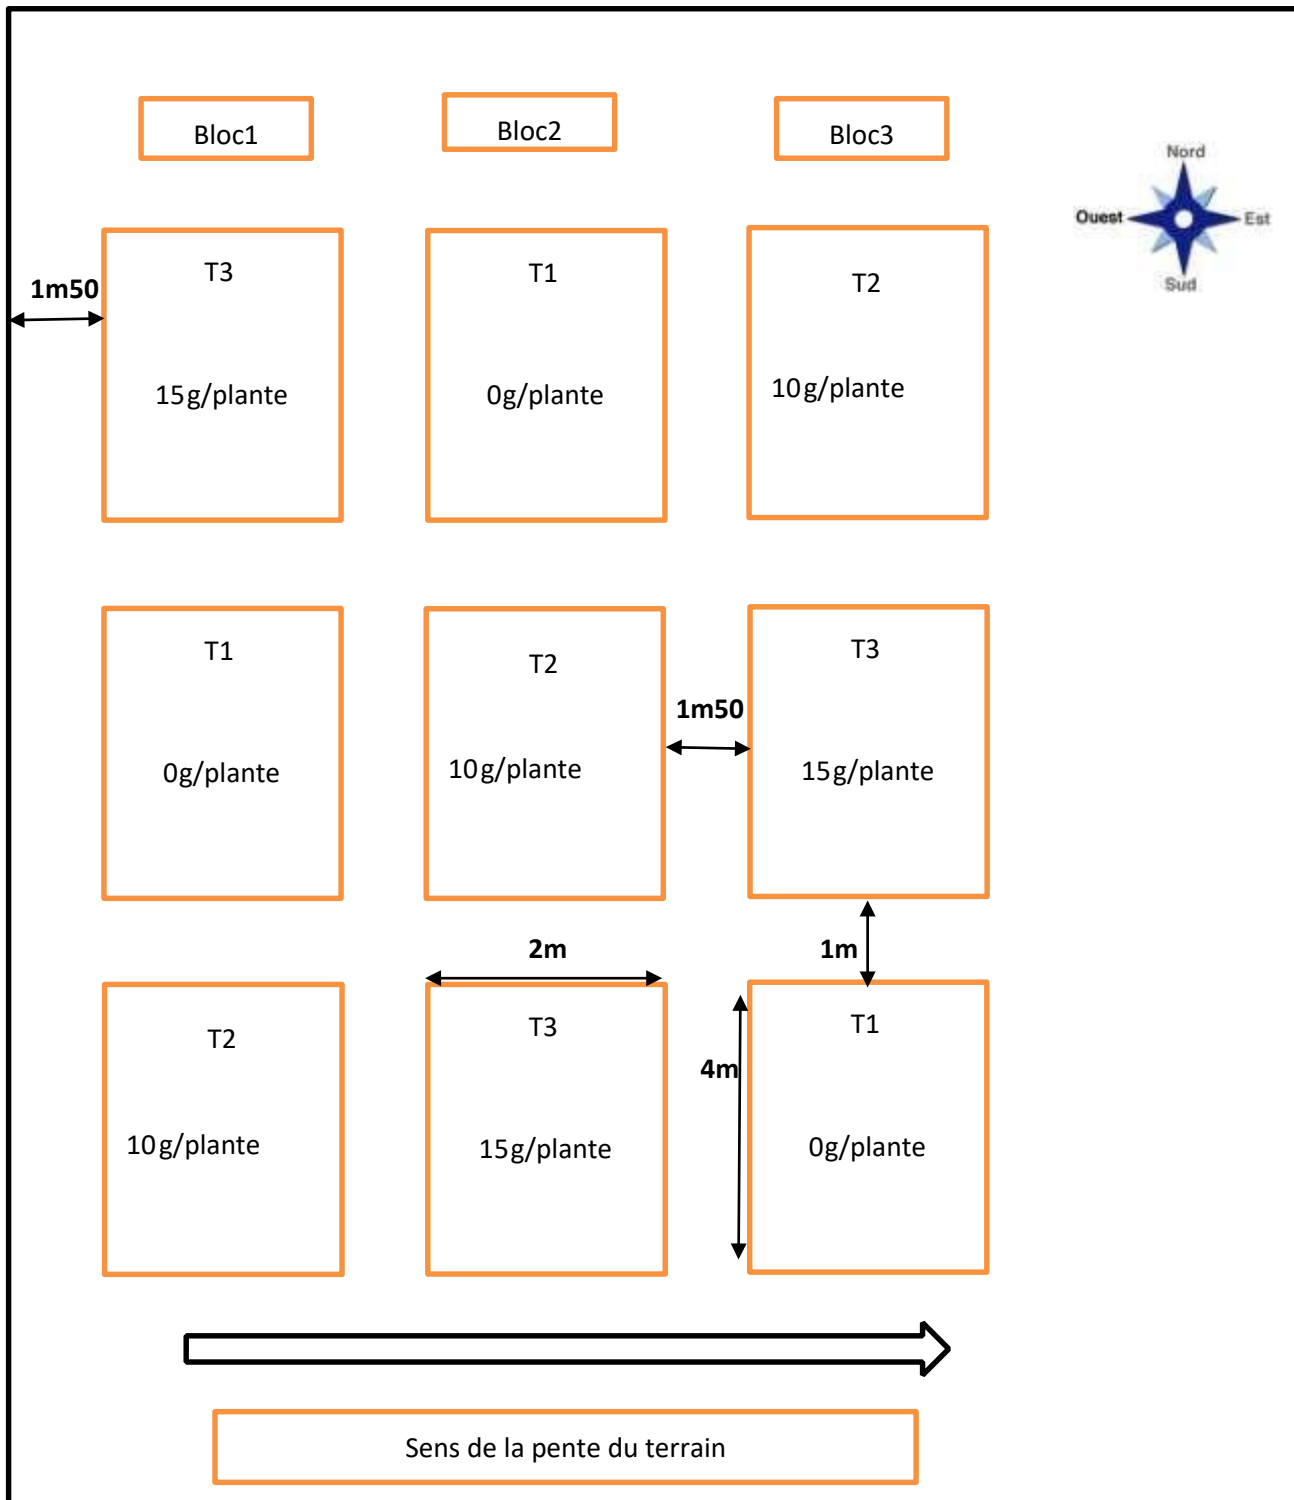 Bloc1
Bloc2
Bloc3
Nord
Ouest
Est
Sud
1m50
T3
15g/plante
T1
0g/plante
T2
10g/plante
T1
0g/plante
T2
10g/plante
1m50
T3
15g/plante
2m
1m
T2
10g/plante
T3
15g/plante
4m
T1
0g/plante
Sens de la pente du terrain